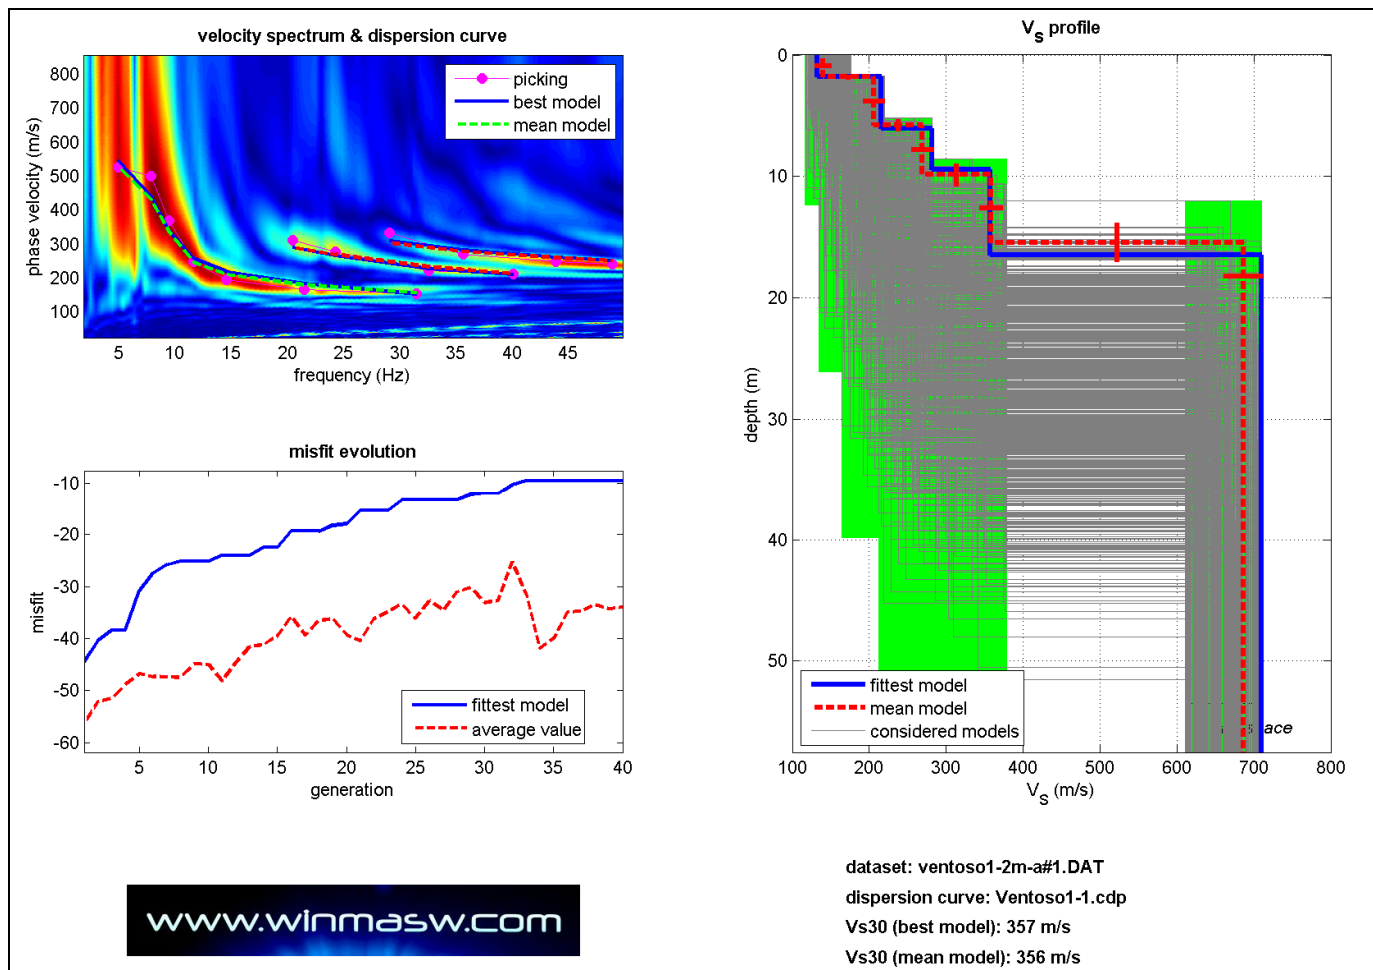 velocity spectrum & dispersion curve
800
700
600
500
400
300
200
100
phase velocity (m/s)
picking
best model
mean model
5 10 15 20 25 30 35 40 45
frequency (Hz)
misfit evolution
-10
-20
-30
-40
-50
-60
misfit
fittest model
average value
5 10 15 20 25 30 35 40
generation
www.winmasw.com
VS profile
0
10
20
30
40
50
depth (m)
fittest model
mean model
considered models
100 200 300 400 500 600 700 800
VS (m/s)
dataset: ventoso1-2m-a#1.DAT
dispersion curve: Ventoso1-1.cdp
Vs30 (best model): 357 m/s
Vs30 (mean model): 356 m/s